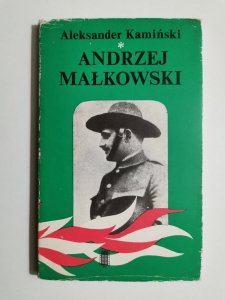 Aleksander Kamiński
*
ANDRZEJ
MAŁKOWSKI